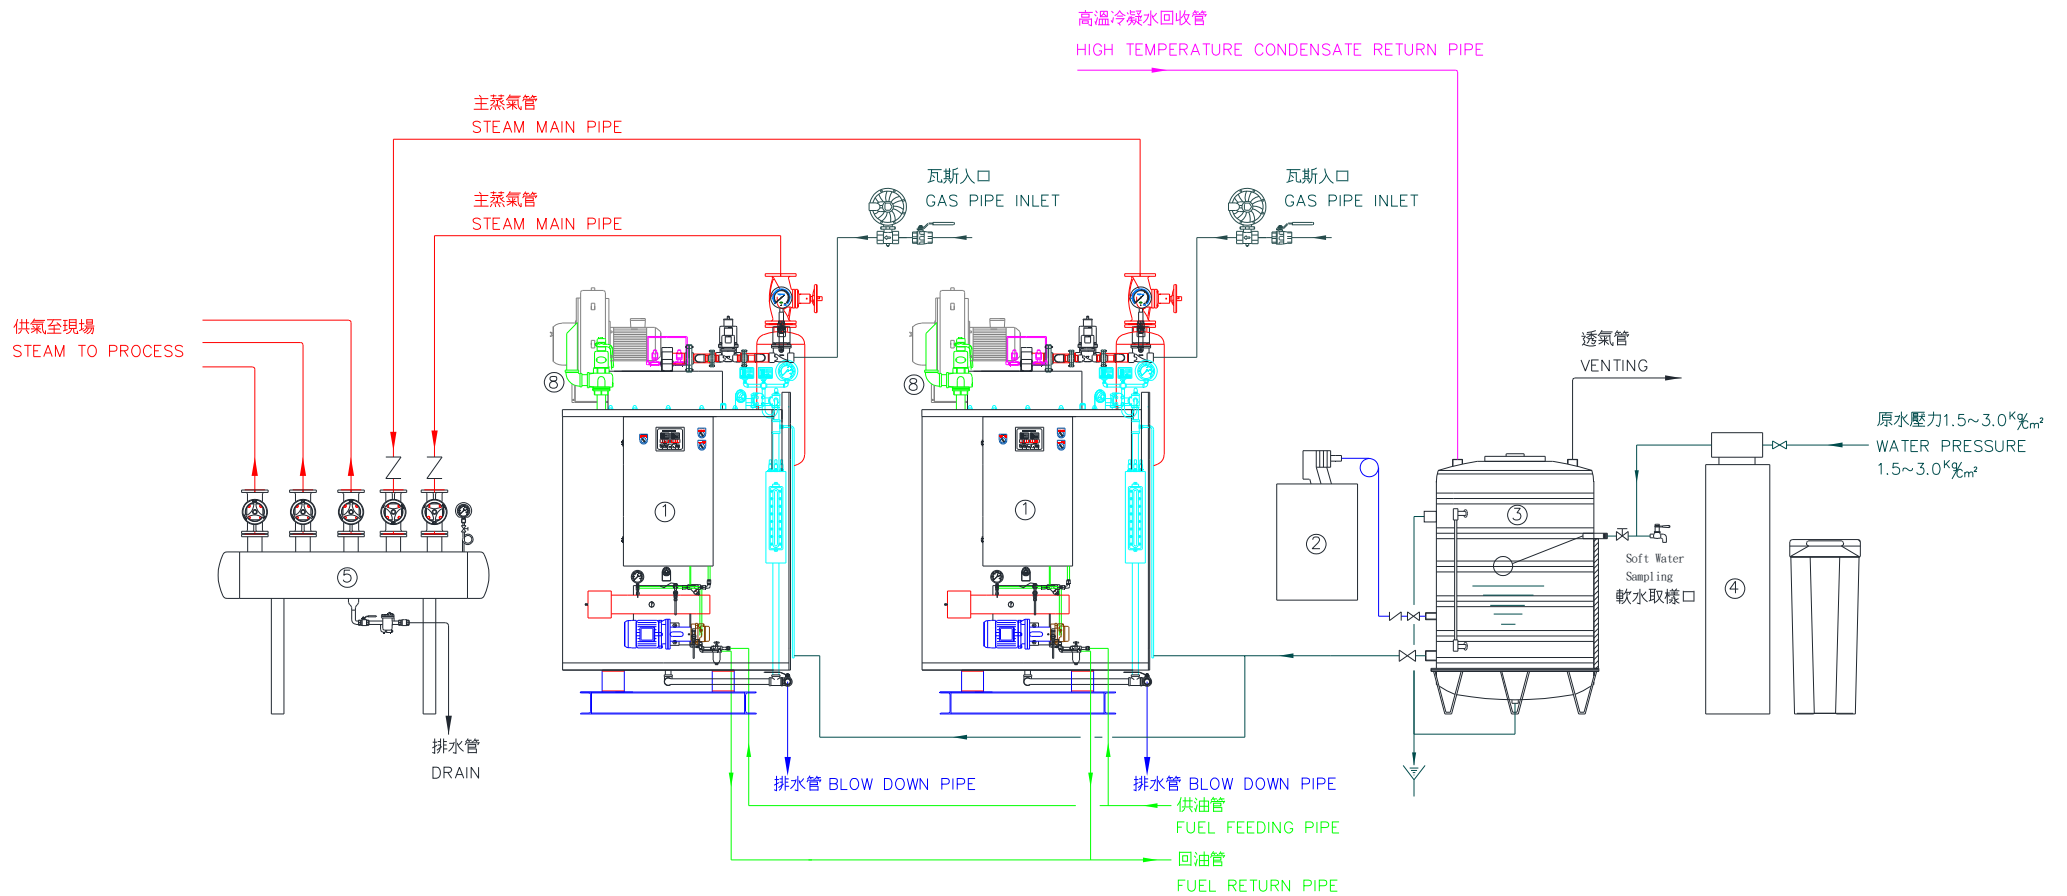 高溫冷凝水回收管
HIGH TEMPERATURE CONDENSATE RETURN PIPE
主蒸氣管
STEAM MAIN PIPE
主蒸氣管
STEAM MAIN PIPE
瓦斯入口
GAS PIPE INLET
瓦斯入口
GAS PIPE INLET
供氣至現場
STEAM TO PROCESS
透氣管
VENTING
原水壓力1.5~3.0Kg/cm²
WATER PRESSURE
1.5~3.0Kg/cm²
⑧
⑧
①
①
②
③
④
⑤
Soft Water
Sampling
軟水取樣口
排水管
DRAIN
排水管 BLOW DOWN PIPE
排水管 BLOW DOWN PIPE
供油管
FUEL FEEDING PIPE
回油管
FUEL RETURN PIPE